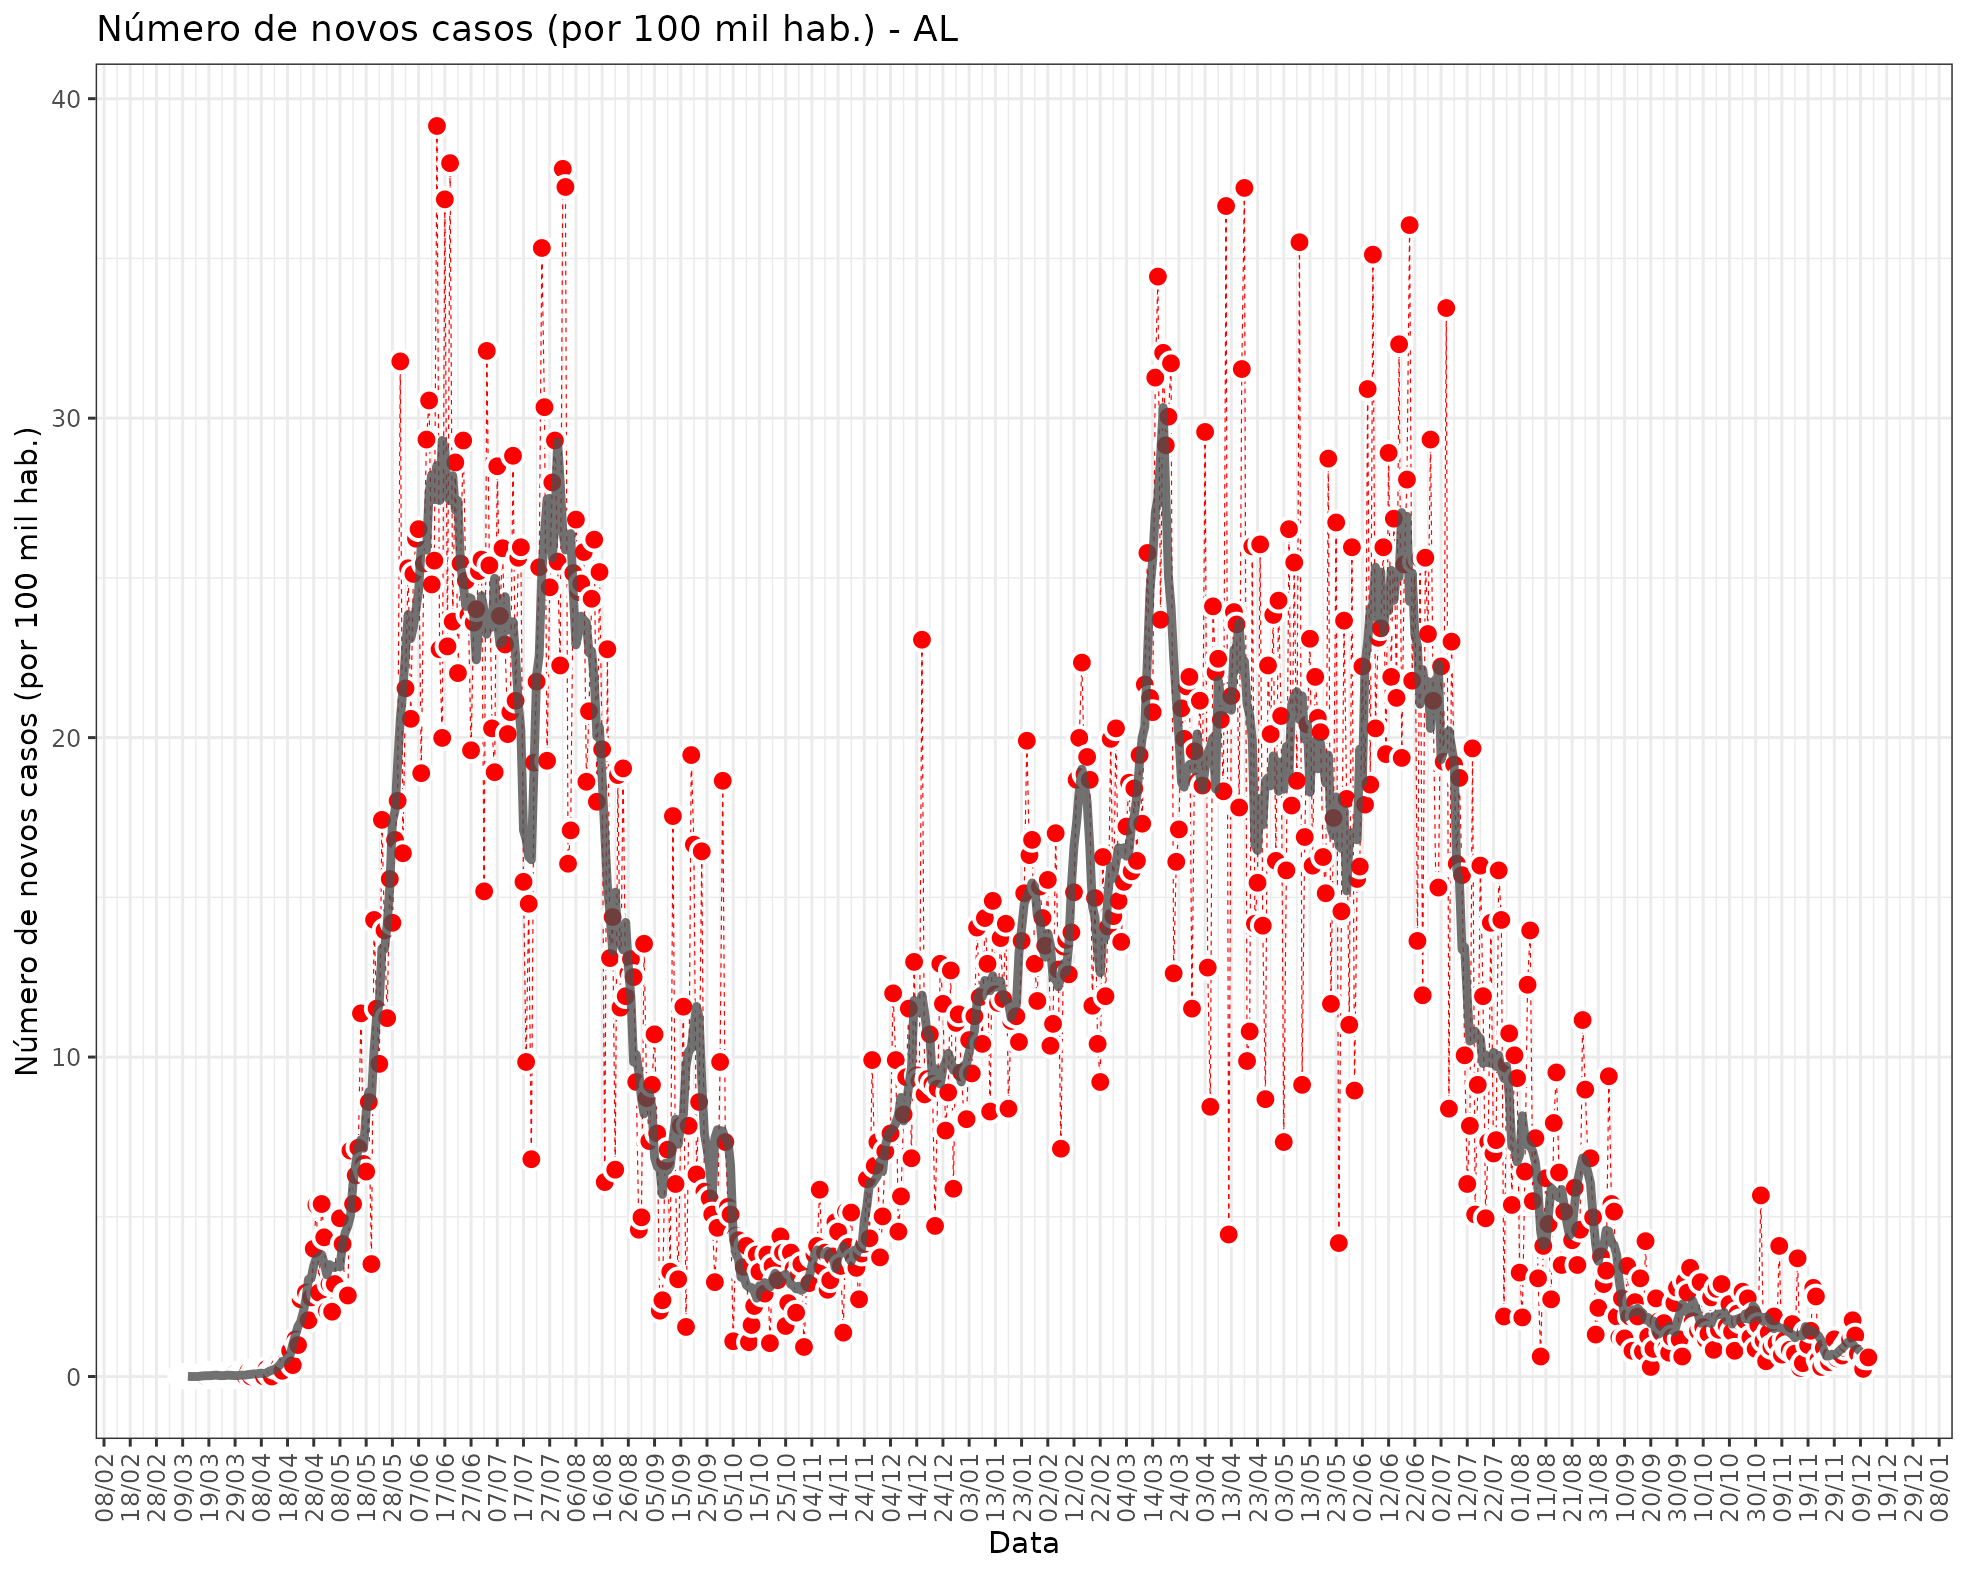 Número de novos casos (por 100 mil hab.) - AL
Número de novos casos (por 100 mil hab.)
40
30
20
10
0
08/02 18/02 28/02 09/03 19/03 29/03 08/04 18/04 28/04 08/05 18/05 28/05 07/06 17/06 27/06 07/07 17/07 27/07 06/08 16/08 26/08 05/09 15/09 25/09 05/10 15/10 25/10 04/11 14/11 24/11 04/12 14/12 24/12 03/01 13/01 23/01 02/02 12/02 22/02 04/03 14/03 24/03 03/04 13/04 23/04 03/05 13/05 23/05 02/06 12/06 22/06 02/07 12/07 22/07 01/08 11/08 21/08 31/08 10/09 20/09 30/09 10/10 20/10 30/10 09/11 19/11 29/11 09/12 19/12 29/12 08/01
Data